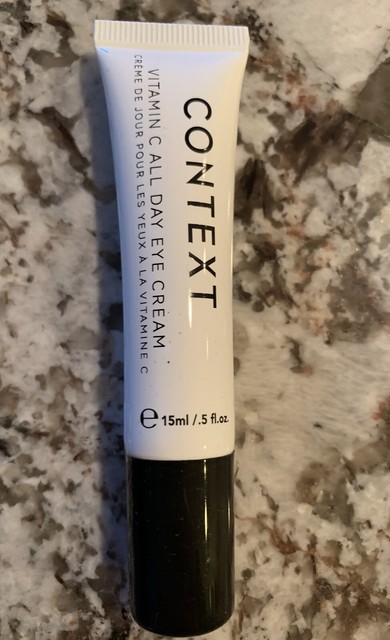 CONTEXT
VITAMIN C ALL DAY EYE CREAM
CRÈME DE JOUR POUR LES YEUX À LA VITAMINE C
℮ 15ml /.5 fl.oz.